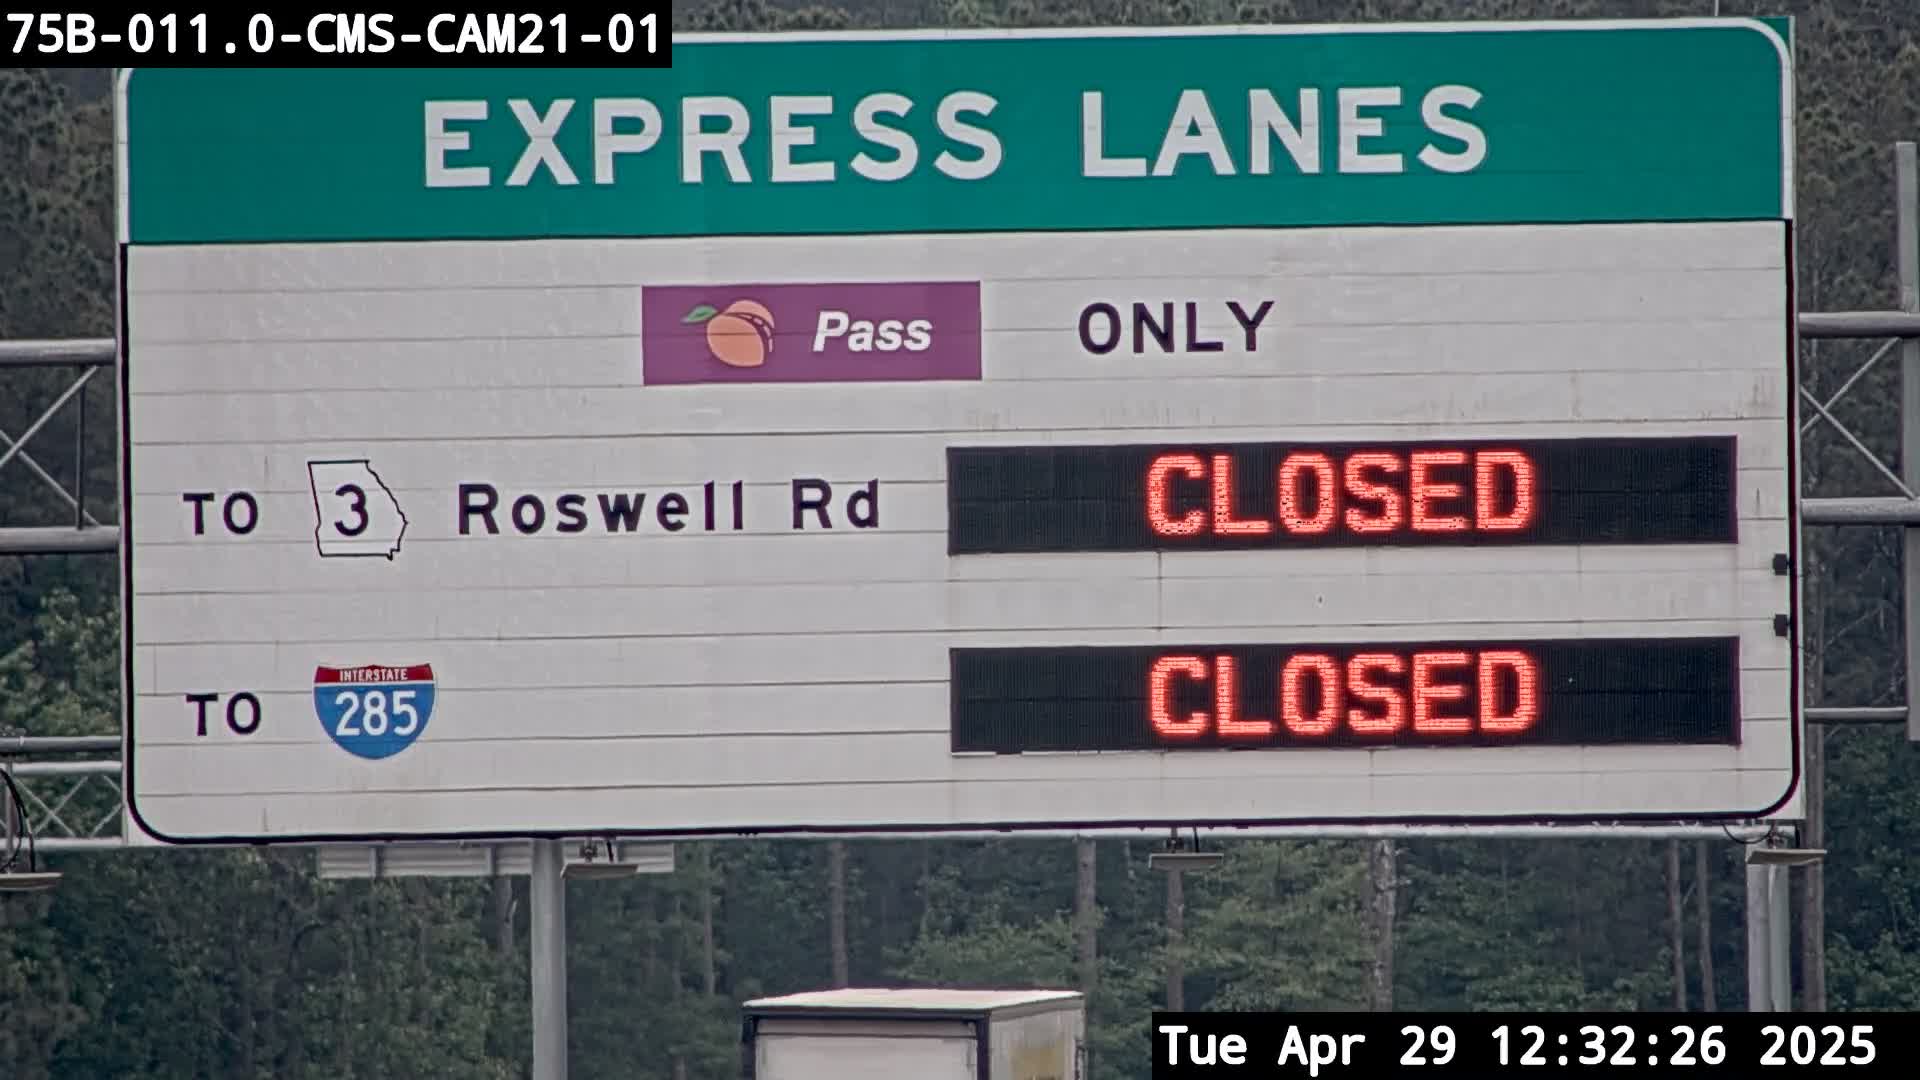 75B-011.0-CMS-CAM21-01
EXPRESS LANES
Pass ONLY
TO 3 Roswell Rd CLOSED
INTERSTATE
TO 285 CLOSED
Tue Apr 29 12:32:26 2025